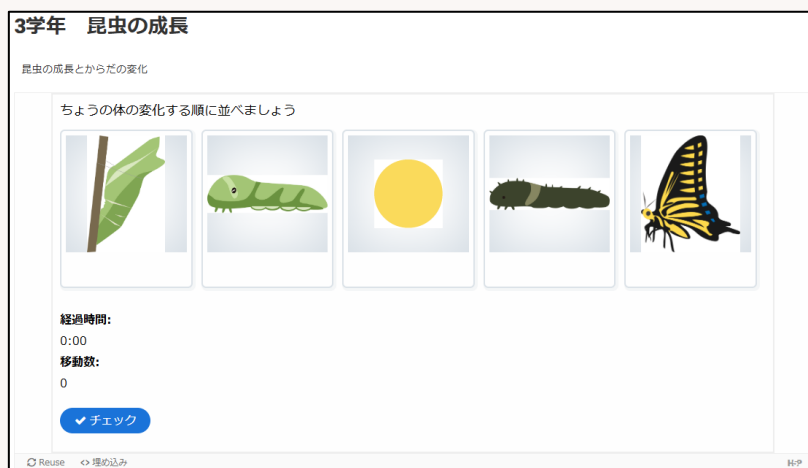 3学年　昆虫の成長
昆虫の成長とからだの変化
ちょうの体の変化する順に並べましょう
経過時間:
0:00
移動数:
0
チェック
Reuse <> 埋め込み
H-P